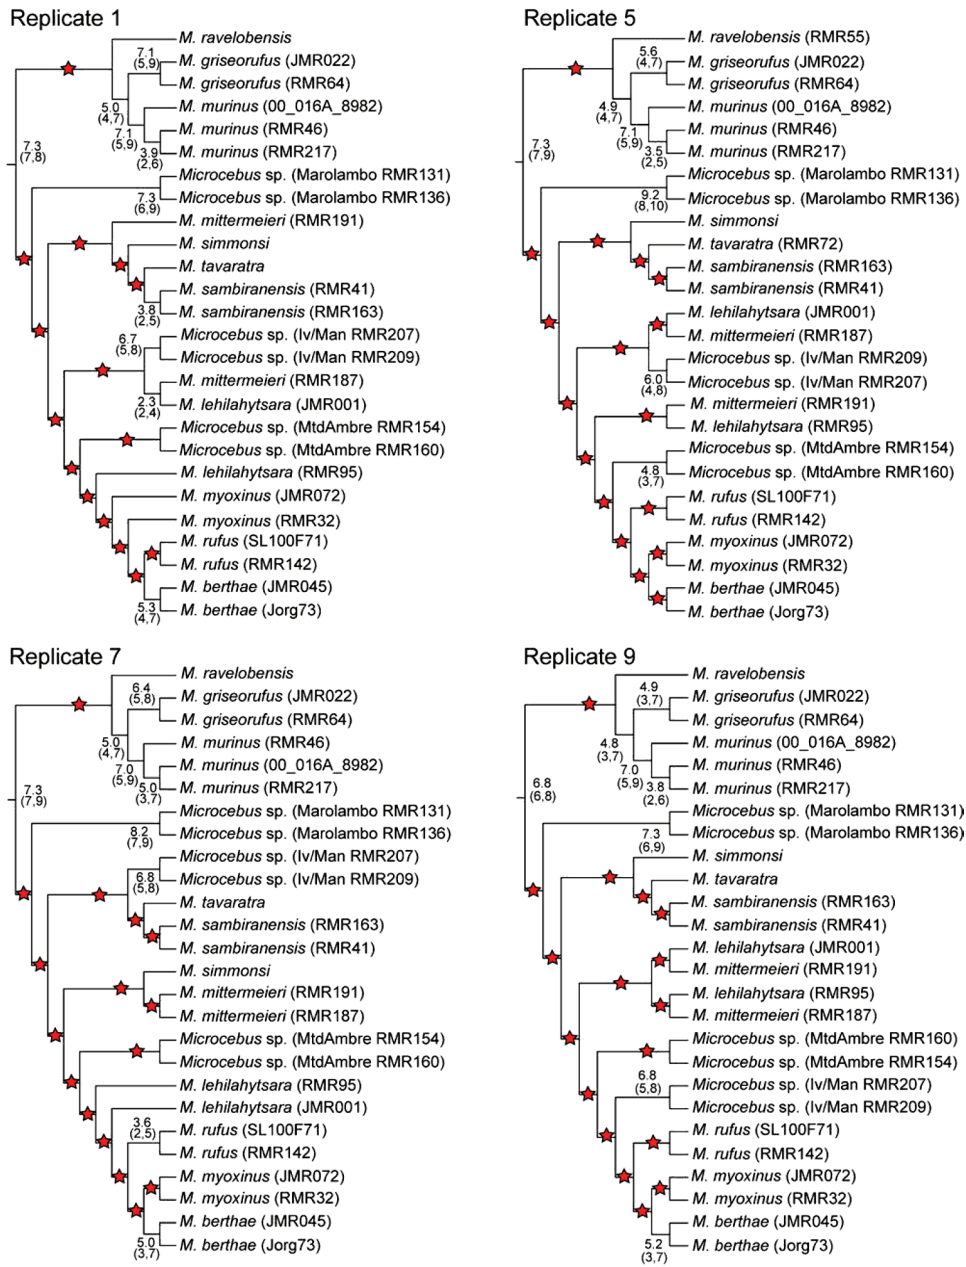 Replicate 1
M. ravelobensis
7.1
(5,9)
M. griseorufus (JMR022)
M. griseorufus (RMR64)
5.0
(4,7)
M. murinus (00_016A_8982)
7.1
(5,9)
M. murinus (RMR46)
3.9
(2,6)
M. murinus (RMR217)
7.3
(7,8)
Microcebus sp. (Marolambo RMR131)
7.3
(6,9)
Microcebus sp. (Marolambo RMR136)
M. mittermeieri (RMR191)
M. simmonsi
M. tavaratra
M. sambiranensis (RMR41)
3.8
(2,5)
M. sambiranensis (RMR163)
6.7
(5,8)
Microcebus sp. (Iv/Man RMR207)
Microcebus sp. (Iv/Man RMR209)
M. mittermeieri (RMR187)
2.3
(2,4)
M. lehilahytsara (JMR001)
Microcebus sp. (MtdAmbre RMR154)
Microcebus sp. (MtdAmbre RMR160)
M. lehilahytsara (RMR95)
M. myoxinus (JMR072)
M. myoxinus (RMR32)
M. rufus (SL100F71)
M. rufus (RMR142)
M. berthae (JMR045)
5.3
(4,7)
M. berthae (Jorg73)
Replicate 5
M. ravelobensis (RMR55)
5.6
(4,7)
M. griseorufus (JMR022)
M. griseorufus (RMR64)
4.9
(4,7)
M. murinus (00_016A_8982)
7.1
(5,9)
M. murinus (RMR46)
3.5
(2,5)
M. murinus (RMR217)
7.3
(7,9)
Microcebus sp. (Marolambo RMR131)
9.2
(8,10)
Microcebus sp. (Marolambo RMR136)
M. simmonsi
M. tavaratra (RMR72)
M. sambiranensis (RMR163)
M. sambiranensis (RMR41)
M. lehilahytsara (JMR001)
M. mittermeieri (RMR187)
Microcebus sp. (Iv/Man RMR209)
6.0
(4,8)
Microcebus sp. (Iv/Man RMR207)
M. mittermeieri (RMR191)
M. lehilahytsara (RMR95)
Microcebus sp. (MtdAmbre RMR154)
4.8
(3,7)
Microcebus sp. (MtdAmbre RMR160)
M. rufus (SL100F71)
M. rufus (RMR142)
M. myoxinus (JMR072)
M. myoxinus (RMR32)
M. berthae (JMR045)
M. berthae (Jorg73)
Replicate 7
M. ravelobensis
6.4
(5,8)
M. griseorufus (JMR022)
M. griseorufus (RMR64)
5.0
(4,7)
M. murinus (RMR46)
7.0
(5,9)
M. murinus (00_016A_8982)
5.0
(3,7)
M. murinus (RMR217)
7.3
(7,9)
Microcebus sp. (Marolambo RMR131)
8.2
(7,9)
Microcebus sp. (Marolambo RMR136)
Microcebus sp. (Iv/Man RMR207)
6.8
(5,8)
Microcebus sp. (Iv/Man RMR209)
M. tavaratra
M. sambiranensis (RMR163)
M. sambiranensis (RMR41)
M. simmonsi
M. mittermeieri (RMR191)
M. mittermeieri (RMR187)
Microcebus sp. (MtdAmbre RMR154)
Microcebus sp. (MtdAmbre RMR160)
M. lehilahytsara (RMR95)
M. lehilahytsara (JMR001)
3.6
(2,5)
M. rufus (SL100F71)
M. rufus (RMR142)
M. myoxinus (JMR072)
M. myoxinus (RMR32)
M. berthae (JMR045)
5.0
(3,7)
M. berthae (Jorg73)
Replicate 9
M. ravelobensis
4.9
(3,7)
M. griseorufus (JMR022)
M. griseorufus (RMR64)
4.8
(3,7)
M. murinus (00_016A_8982)
7.0
(5,9)
M. murinus (RMR46)
3.8
(2,6)
M. murinus (RMR217)
6.8
(6,8)
Microcebus sp. (Marolambo RMR131)
7.3
(6,9)
Microcebus sp. (Marolambo RMR136)
M. simmonsi
M. tavaratra
M. sambiranensis (RMR163)
M. sambiranensis (RMR41)
M. lehilahytsara (JMR001)
M. mittermeieri (RMR191)
M. lehilahytsara (RMR95)
M. mittermeieri (RMR187)
Microcebus sp. (MtdAmbre RMR160)
Microcebus sp. (MtdAmbre RMR154)
6.8
(5,8)
Microcebus sp. (Iv/Man RMR207)
Microcebus sp. (Iv/Man RMR209)
M. rufus (SL100F71)
M. rufus (RMR142)
M. myoxinus (JMR072)
M. myoxinus (RMR32)
M. berthae (JMR045)
5.2
(3,7)
M. berthae (Jorg73)